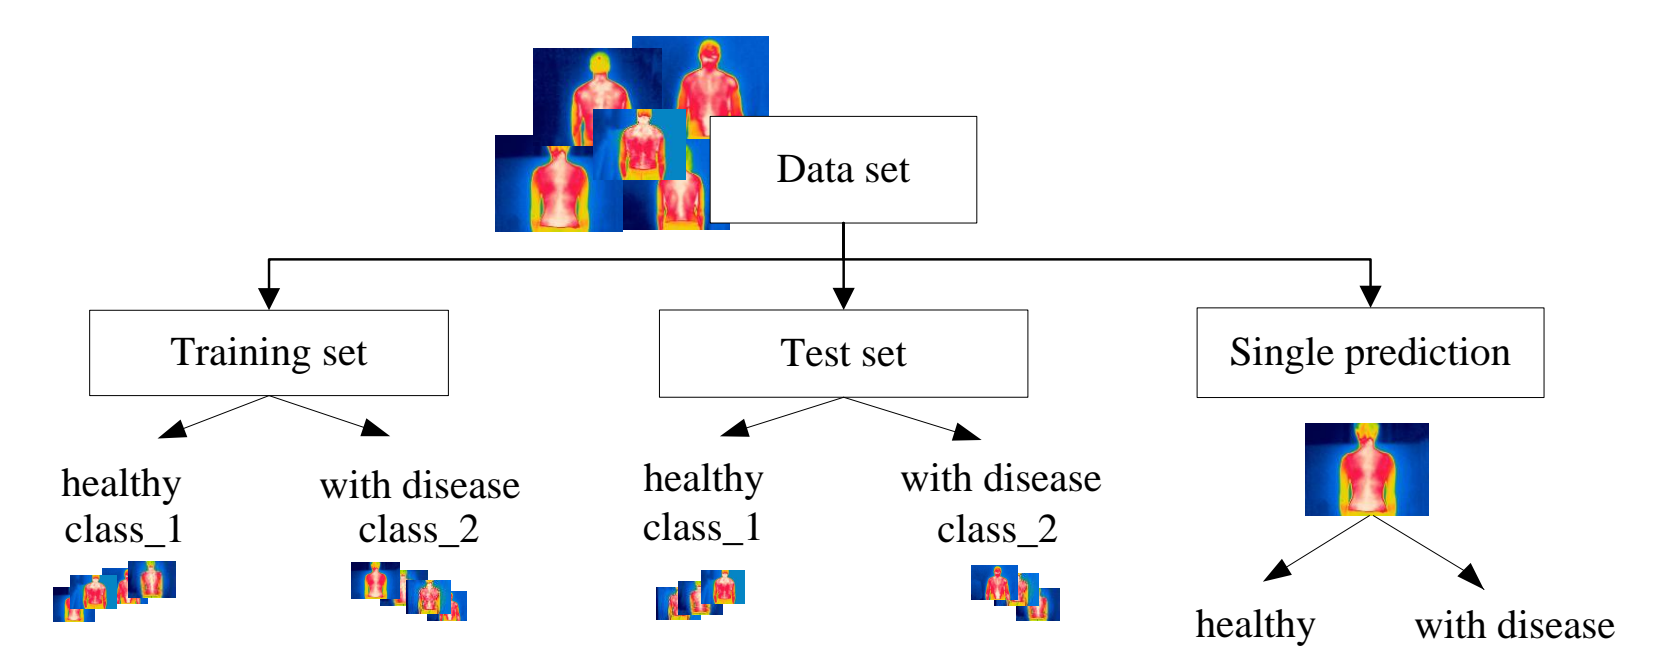 Data set
Training set
Test set
Single prediction
healthy
class_1
with disease
class_2
healthy
class_1
with disease
class_2
healthy
with disease